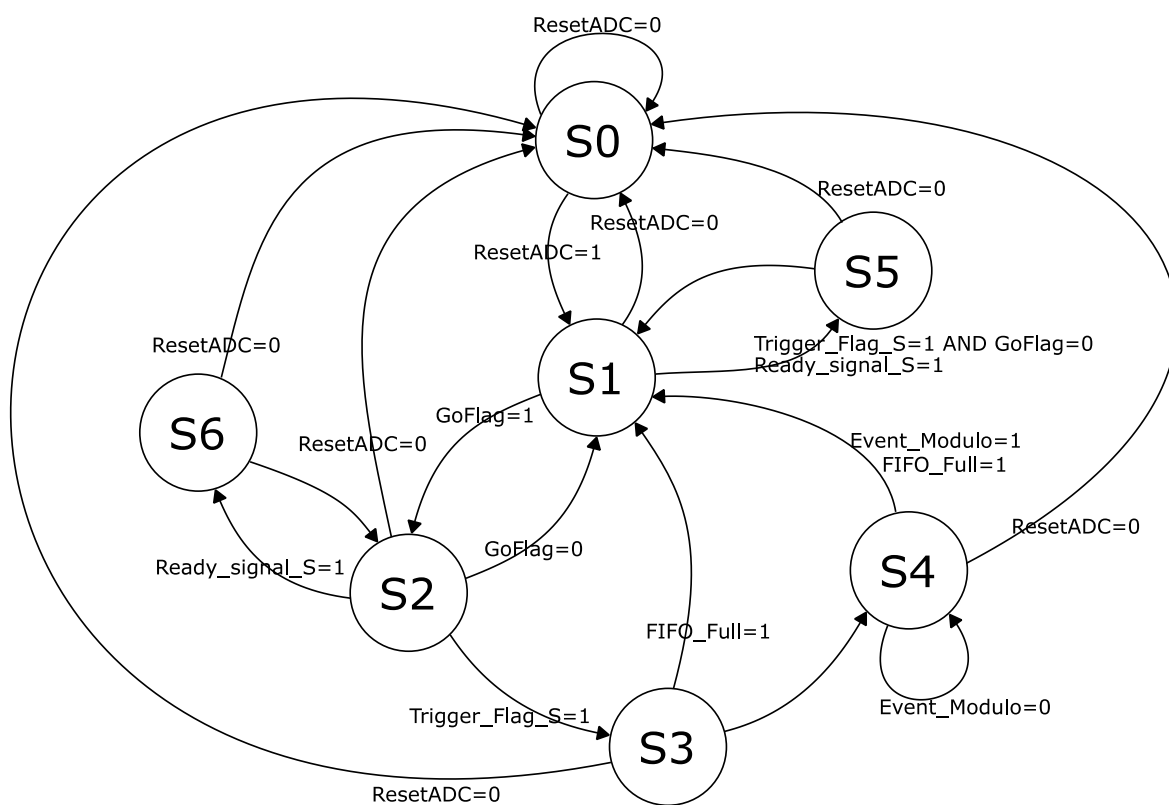 ResetADC=0
S0
ResetADC=0
ResetADC=0
ResetADC=1
S5
Trigger_Flag_S=1 AND GoFlag=0
Ready_signal_S=1
ResetADC=0
S1
GoFlag=1
S6
ResetADC=0
Event_Modulo=1
FIFO_Full=1
ResetADC=0
GoFlag=0
Ready_signal_S=1
S4
S2
FIFO_Full=1
Event_Modulo=0
Trigger_Flag_S=1
S3
ResetADC=0